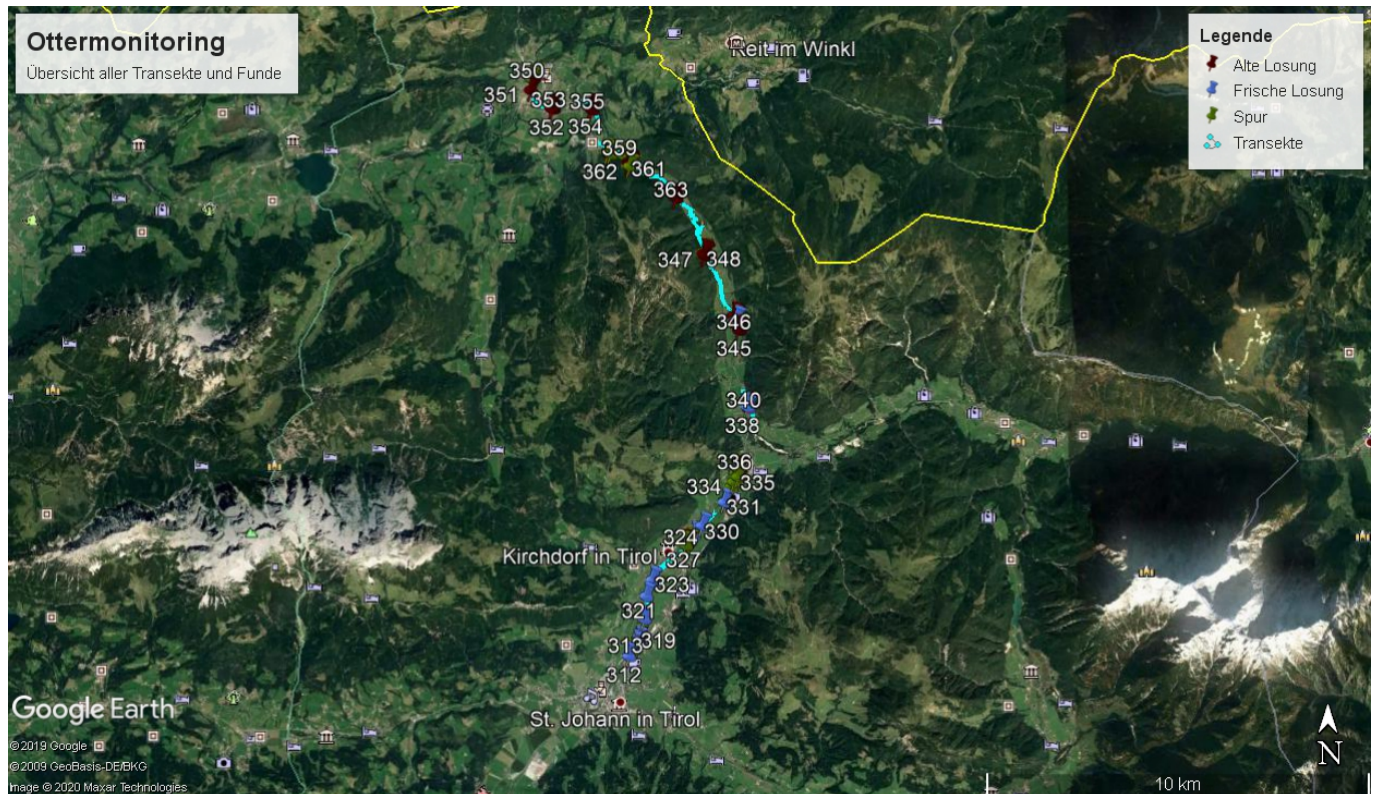 Ottermonitoring
Übersicht aller Transekte und Funde
Legende
Alte Losung
Frische Losung
Spur
Transekte
Reit im Winkl
350
351
353
355
352
354
359
362
361
363
347
348
346
345
340
338
336
334
335
331
330
324
Kirchdorf in Tirol
327
323
321
313
319
312
St. Johann in Tirol
Google Earth
©2019 Google
©2009 GeoBasis-DE/BKG
Image © 2020 Maxar Technologies
10 km
N